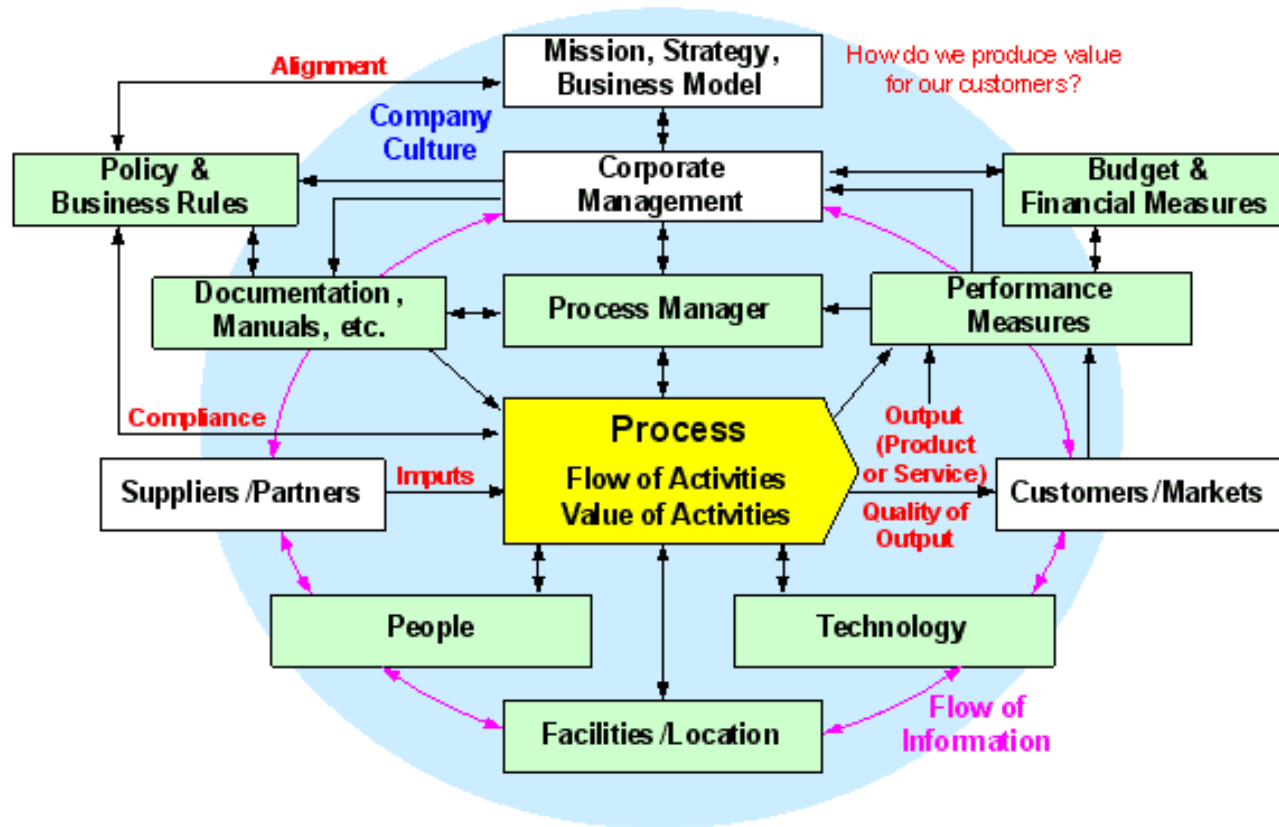 Mission, Strategy,
Business Model
How do we produce value
for our customers?
Alignment
Company
Culture
Policy &
Business Rules
Corporate
Management
Budget &
Financial Measures
Documentation ,
Manuals, etc.
Process Manager
Performance
Measures
Compliance
Process
Flow of Activities
Value of Activities
Output
(Product
or Service)
Suppliers /Partners
Imputs
Customers /Markets
Quality of
Output
People
Technology
Facilities /Location
Flow of
Information